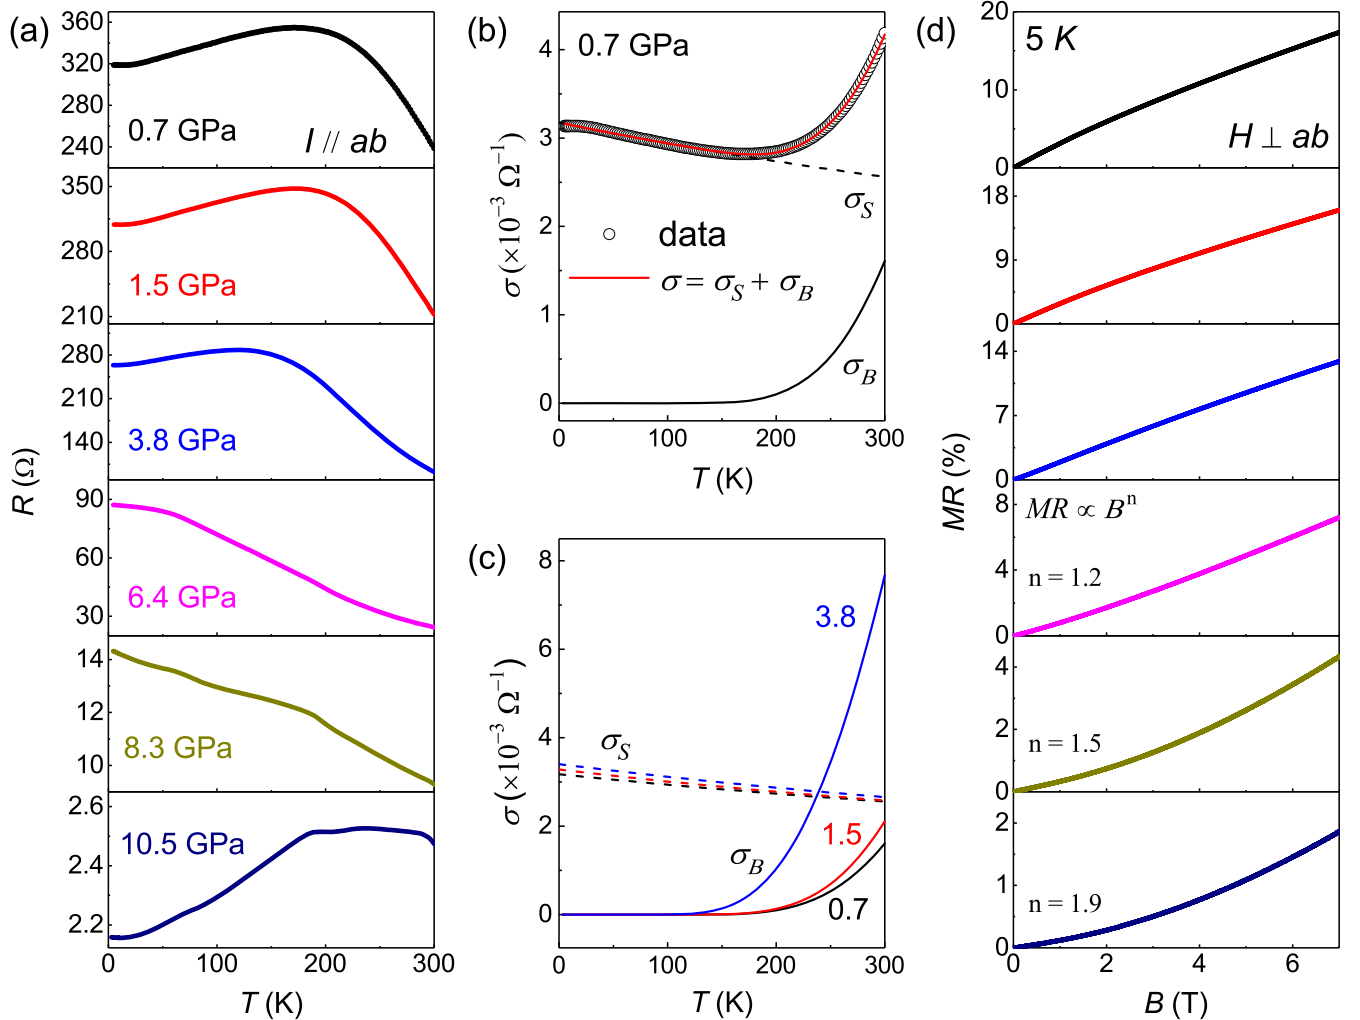 (a)
360
320
280
240
0.7 GPa
I // ab
350
280
210
1.5 GPa
280
210
140
3.8 GPa
90
60
30
6.4 GPa
14
12
10
8.3 GPa
2.6
2.4
2.2
10.5 GPa
0 100 200 300
R (Ω)
T (K)
(b)
0.7 GPa
4
3
2
1
0
σ_S
○ data
σ = σ_S + σ_B
σ_B
0 100 200 300
σ (×10⁻³ Ω⁻¹)
T (K)
(c)
8
6
4
2
0
3.8
σ_S
1.5
σ_B
0.7
0 100 200 300
σ (×10⁻³ Ω⁻¹)
T (K)
(d)
20
10
0
5 K
H ⊥ ab
18
9
0
14
7
0
8
4
0
MR ∝ Bⁿ
n = 1.2
4
2
0
n = 1.5
2
1
0
n = 1.9
0 2 4 6
MR (%)
B (T)